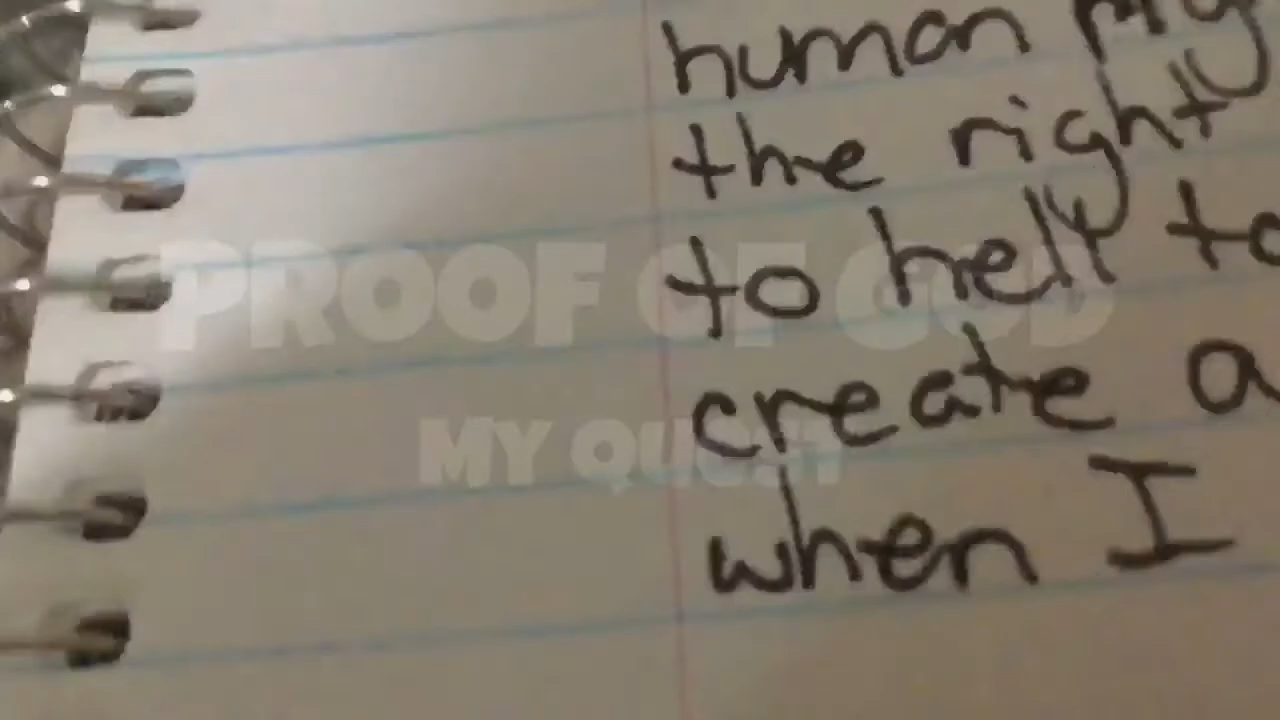 human
the right
to help to
create a
when I
PROOF OF GOD
MY QUEST